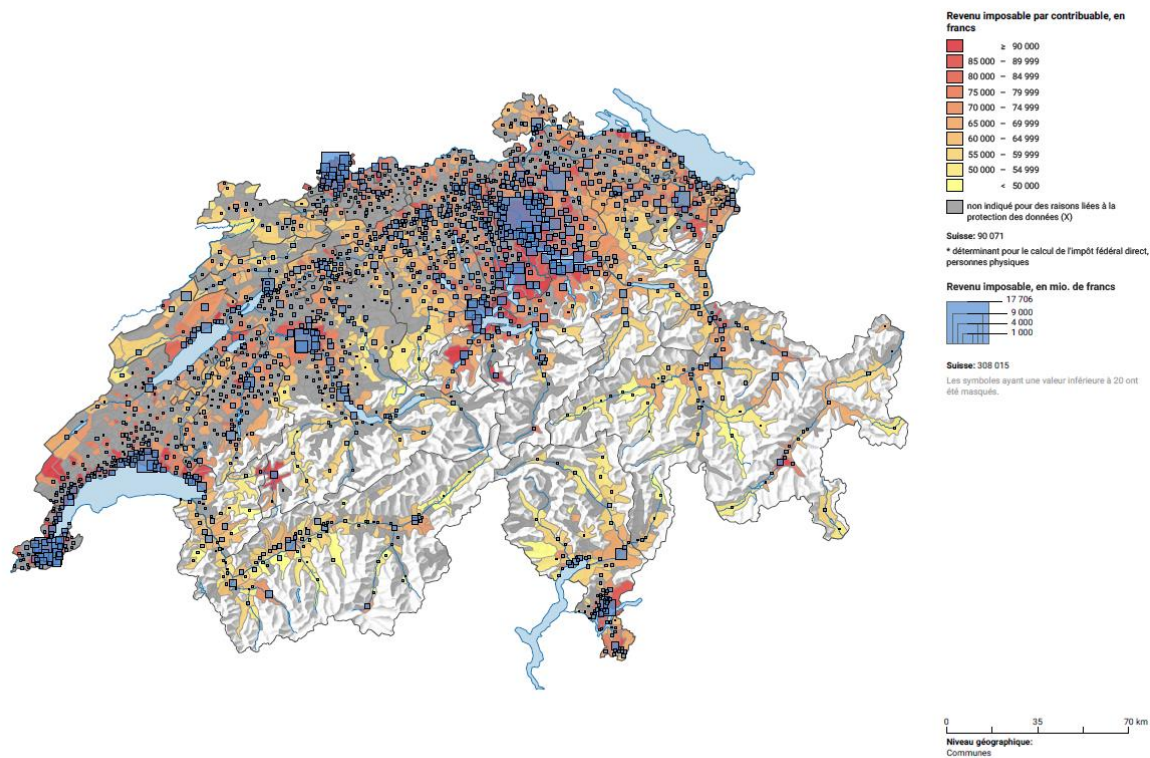 Revenu imposable par contribuable, en
francs
≥ 90 000
85 000 – 89 999
80 000 – 84 999
75 000 – 79 999
70 000 – 74 999
65 000 – 69 999
60 000 – 64 999
55 000 – 59 999
50 000 – 54 999
< 50 000
non indiqué pour des raisons liées à la
protection des données (X)
Suisse: 90 071
* déterminant pour le calcul de l'impôt fédéral direct,
personnes physiques
Revenu imposable, en mio. de francs
17 706
9 000
4 000
1 000
Suisse: 308 015
Les symboles ayant une valeur inférieure à 20 ont
été masqués.
0 35 70 km
Niveau géographique:
Communes